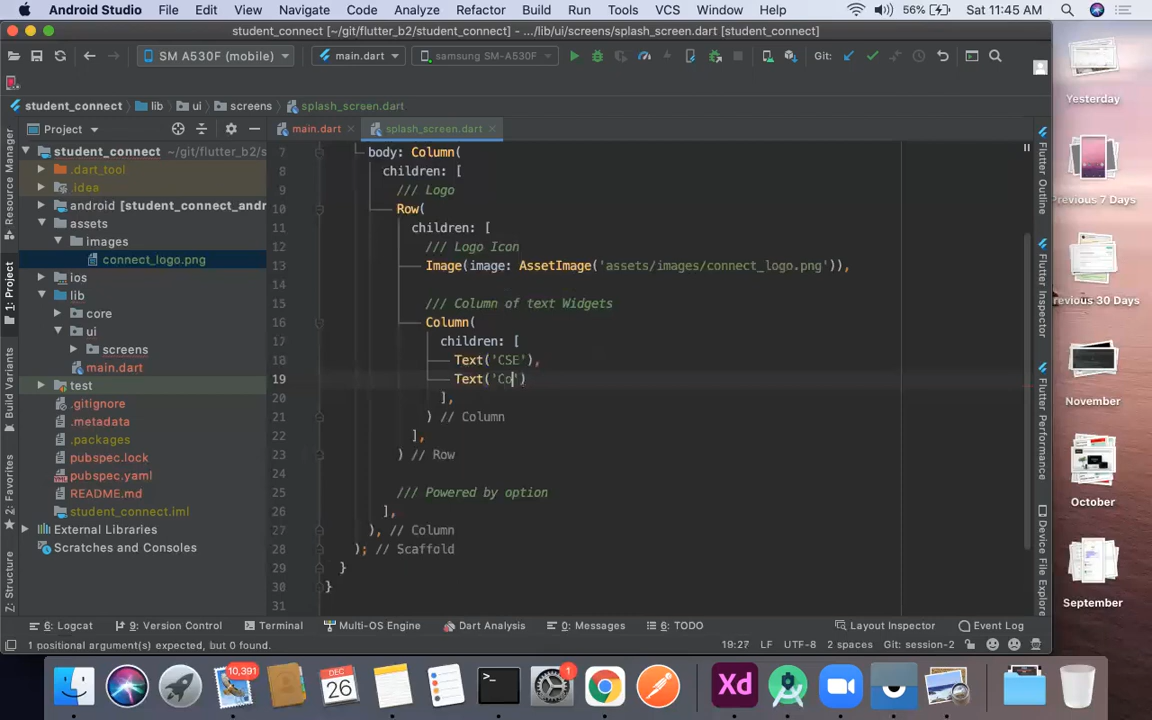 Android Studio File Edit View Navigate Code Analyze Refactor Build Run Tools VCS Window Help 56% Sat 11:45 AM
student_connect [~/git/flutter_b2/student_connect] - .../lib/ui/screens/splash_screen.dart [student_connect]
SM A530F (mobile) main.dart samsung SM-A530F Git:
student_connect lib ui screens splash_screen.dart
Project main.dart splash_screen.dart
student_connect ~/git/flutter_b2/s
.dart_tool
.idea
android [student_connect_andr
assets
images
connect_logo.png
ios
lib
core
ui
screens
main.dart
test
.gitignore
.metadata
.packages
pubspec.lock
pubspec.yaml
README.md
student_connect.iml
External Libraries
Scratches and Consoles
Resource Manager
1: Project
Build Variants
2: Favorites
7: Structure
7 body: Column(
8 children: [
9 /// Logo
10 Row(
11 children: [
12 /// Logo Icon
13 Image(image: AssetImage('assets/images/connect_logo.png')),
14
15 /// Column of text Widgets
16 Column(
17 children: [
18 Text('CSE'),
19 Text('Co')
20 ],
21 ) // Column
22 ],
23 ) // Row
24
25 /// Powered by option
26 ],
27 ), // Column
28 ); // Scaffold
29 }
30 }
31
Flutter Outline
Flutter Inspector
Flutter Performance
Device File Explorer
Yesterday
Previous 7 Days
revious 30 Days
November
October
September
6: Logcat 9: Version Control Terminal Multi-OS Engine Dart Analysis 0: Messages 6: TODO Layout Inspector Event Log
1 positional argument(s) expected, but 0 found. 19:27 LF UTF-8 2 spaces Git: session-2
10,391
DEC
26
1
Xd